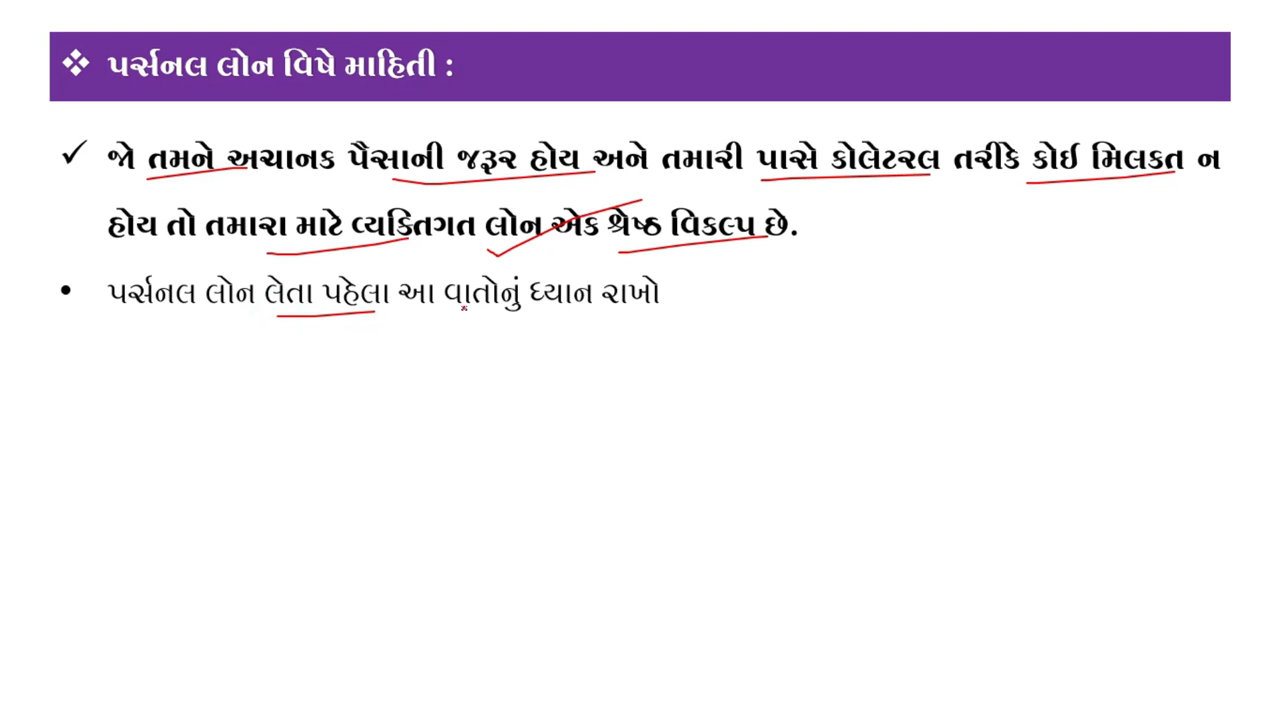 ❖ પર્સનલ લોન વિષે માહિતી :
✓ જો તમને અચાનક પૈસાની જરૂર હોય અને તમારી પાસે કોલેટરલ તરીકે કોઈ મિલકત ન
હોય તો તમારા માટે વ્યક્તિગત લોન એક શ્રેષ્ઠ વિકલ્પ છે.
• પર્સનલ લોન લેતા પહેલા આ વાતોનું ધ્યાન રાખો